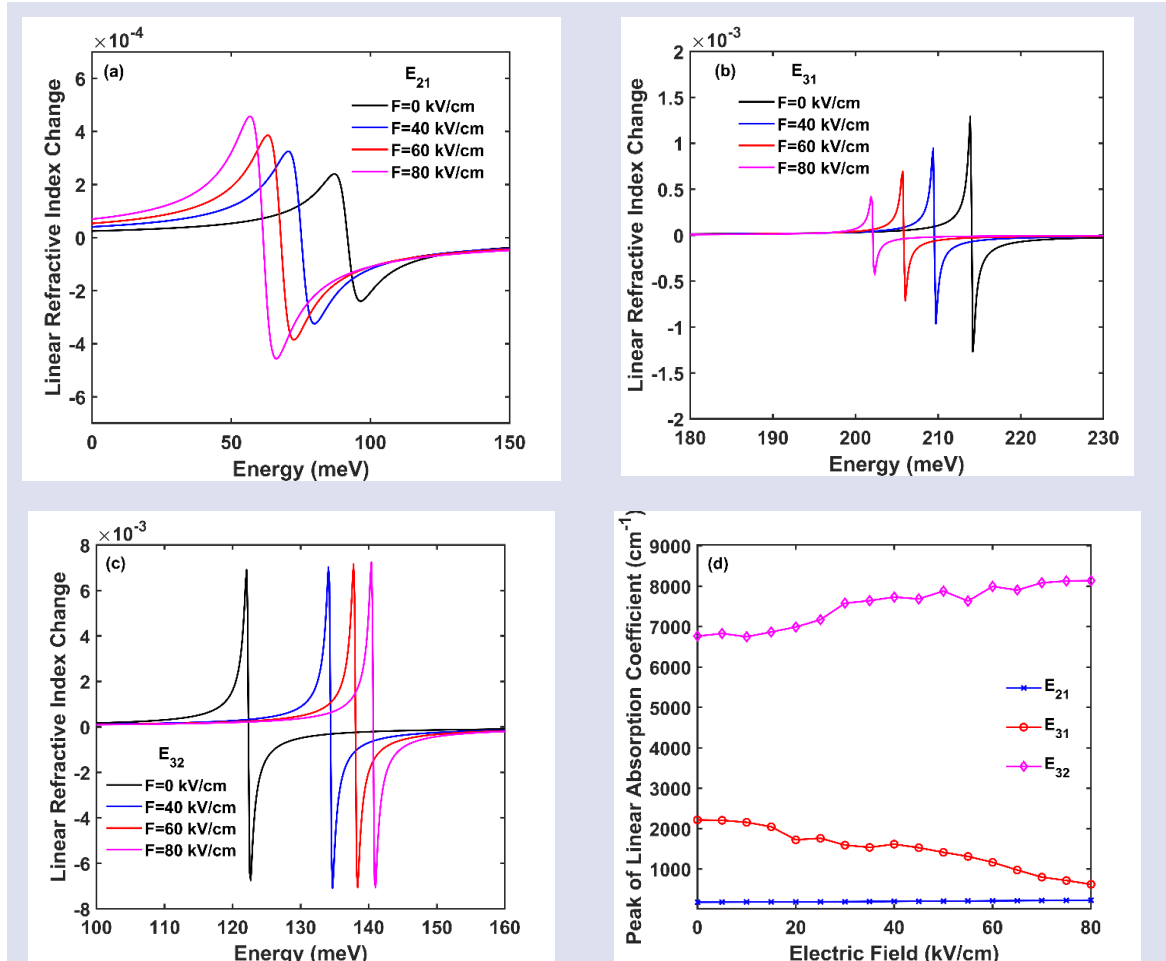 ×10⁻⁴
(a)
E₂₁
F=0 kV/cm
F=40 kV/cm
F=60 kV/cm
F=80 kV/cm
6
4
2
0
-2
-4
-6
0
50
100
150
Linear Refractive Index Change
Energy (meV)
×10⁻³
(b)
E₃₁
F=0 kV/cm
F=40 kV/cm
F=60 kV/cm
F=80 kV/cm
2
1.5
1
0.5
0
-0.5
-1
-1.5
-2
180
190
200
210
220
230
Linear Refractive Index Change
Energy (meV)
×10⁻³
(c)
E₃₂
F=0 kV/cm
F=40 kV/cm
F=60 kV/cm
F=80 kV/cm
8
6
4
2
0
-2
-4
-6
-8
100
110
120
130
140
150
160
Linear Refractive Index Change
Energy (meV)
(d)
E₂₁
E₃₁
E₃₂
9000
8000
7000
6000
5000
4000
3000
2000
1000
0
20
40
60
80
Peak of Linear Absorption Coefficient (cm⁻¹)
Electric Field (kV/cm)